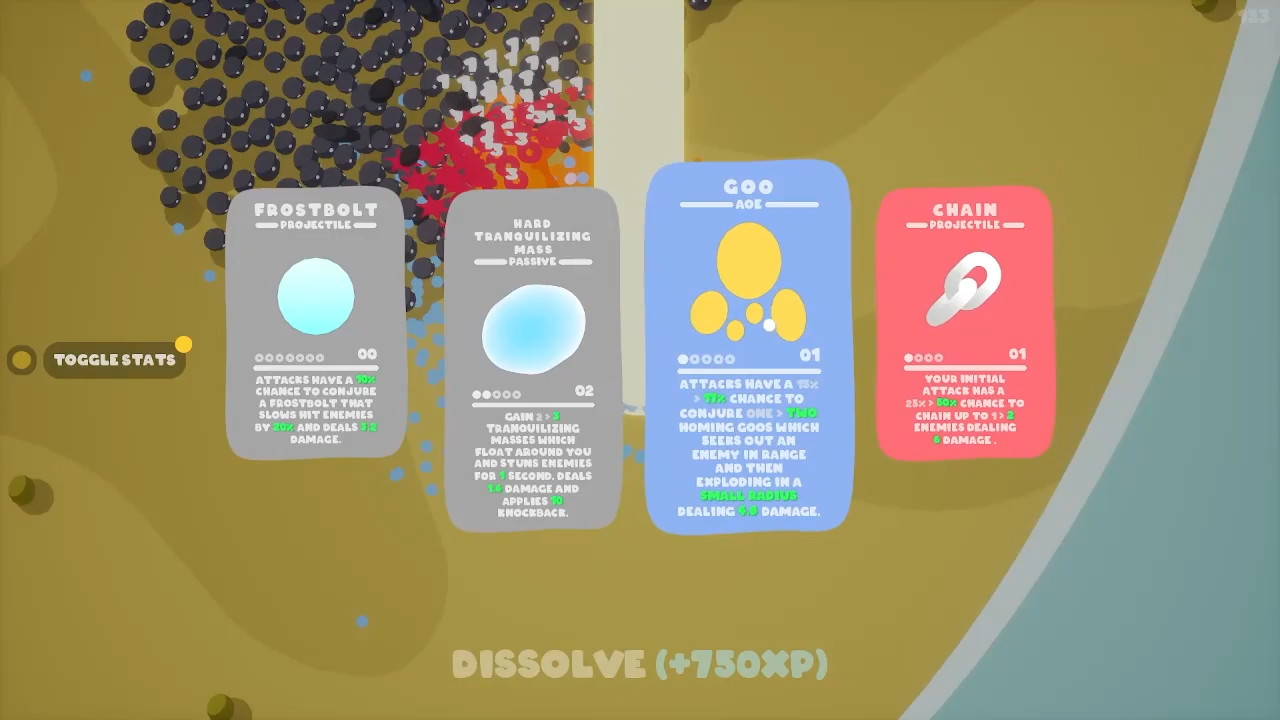 133
FROSTBOLT
PROJECTILE
00
ATTACKS HAVE A 10%
CHANCE TO CONJURE
A FROSTBOLT THAT
SLOWS HIT ENEMIES
BY 20% AND DEALS 3.2
DAMAGE.
HARD
TRANQUILIZING
MASS
PASSIVE
02
GAIN 2 > 3
TRANQUILIZING
MASSES WHICH
FLOAT AROUND YOU
AND STUNS ENEMIES
FOR 1 SECOND. DEALS
1.6 DAMAGE AND
APPLIES 10
KNOCKBACK.
GOO
AOE
01
ATTACKS HAVE A 15%
> 17% CHANCE TO
CONJURE ONE > TWO
HOMING GOOS WHICH
SEEKS OUT AN
ENEMY IN RANGE
AND THEN
EXPLODING IN A
SMALL RADIUS
DEALING 4.8 DAMAGE.
CHAIN
PROJECTILE
01
YOUR INITIAL
ATTACK HAS A
25% > 50% CHANCE TO
CHAIN UP TO 1 > 2
ENEMIES DEALING
6 DAMAGE.
TOGGLE STATS
DISSOLVE (+750XP)